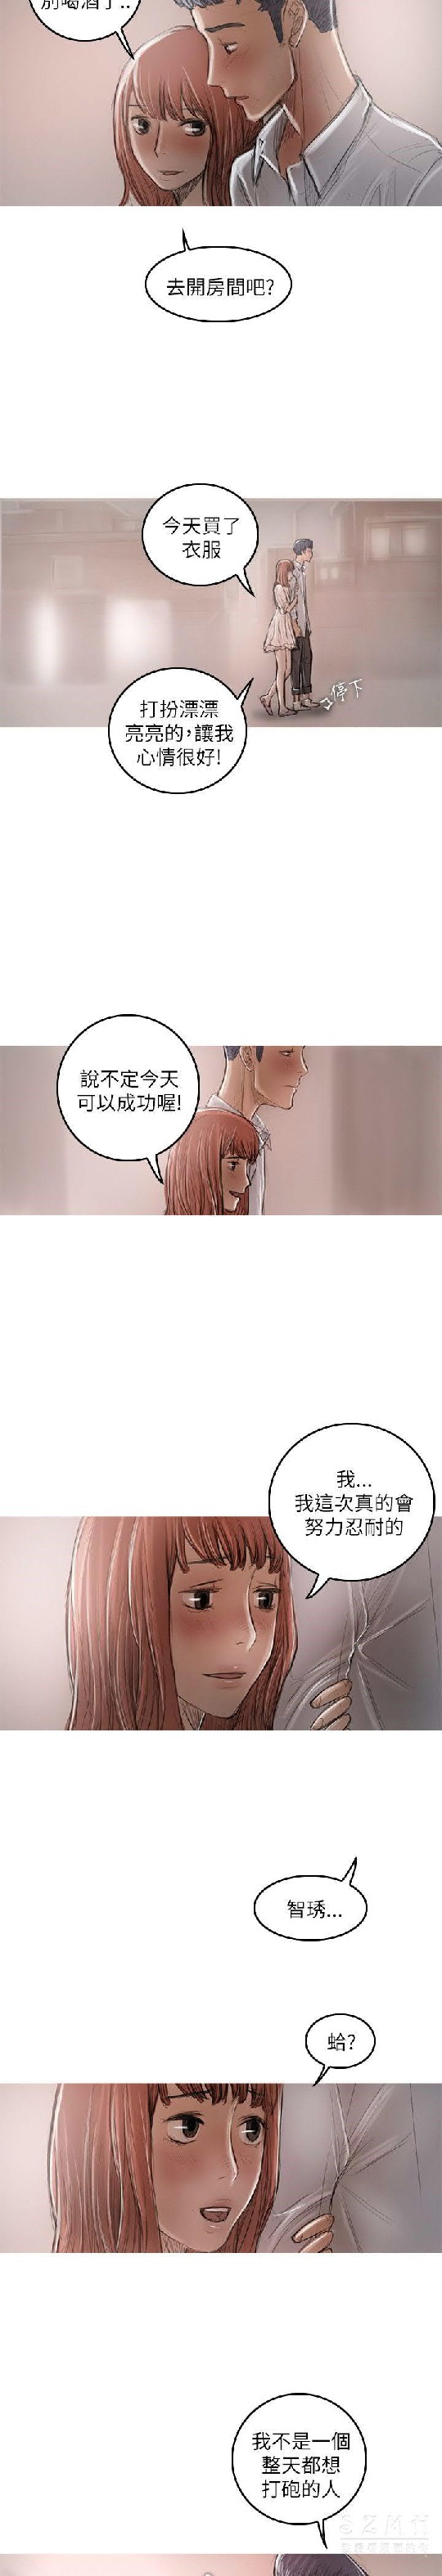 別喝酒了..
去開房間吧?
今天買了
衣服
停下
打扮漂漂
亮亮的,讓我
心情很好!
說不定今天
可以成功喔!
我...
我這次真的會
努力忍耐的
智琇...
蛤?
我不是一個
整天都想
打砲的人
SZMH